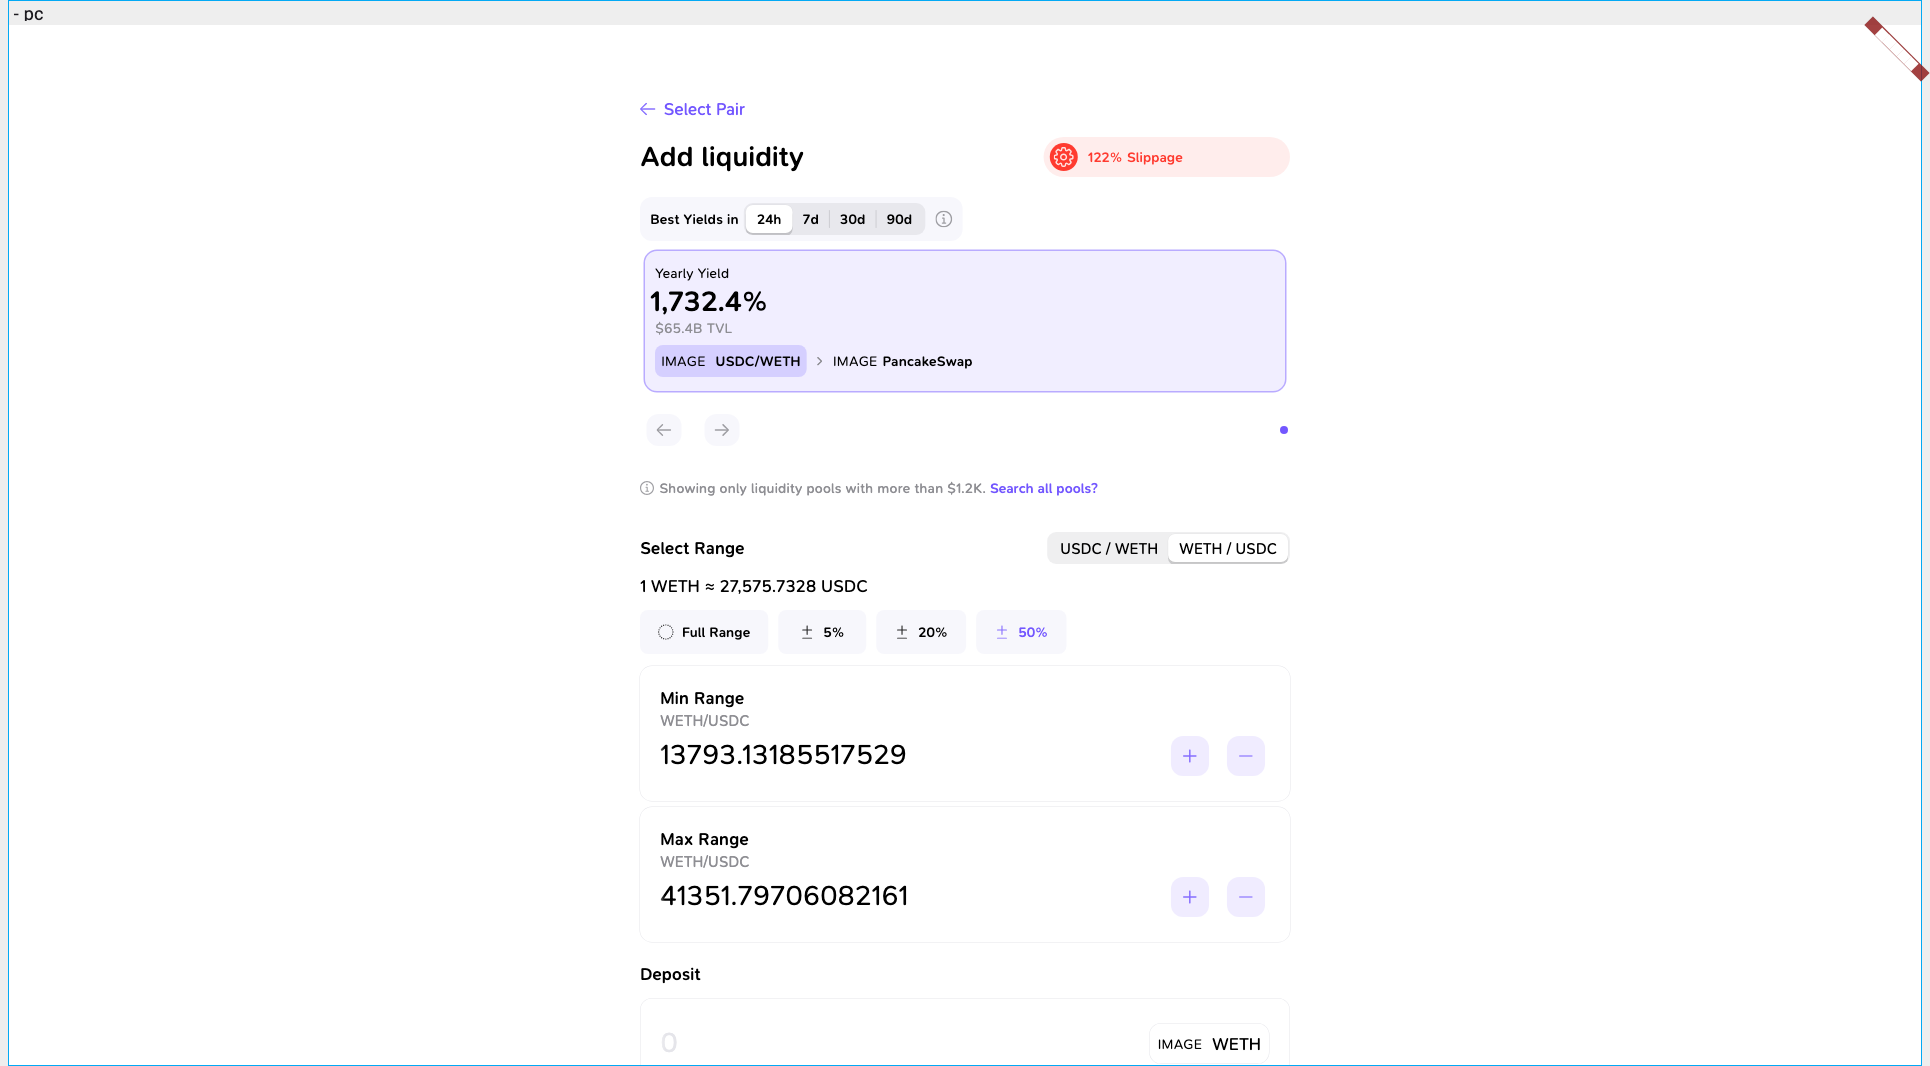 - pc
Select Pair
Add liquidity
122% Slippage
Best Yields in 24h 7d 30d 90d
Yearly Yield
1,732.4%
$65.4B TVL
IMAGE USDC/WETH > IMAGE PancakeSwap
Showing only liquidity pools with more than $1.2K. Search all pools?
Select Range
USDC / WETH WETH / USDC
1 WETH ≈ 27,575.7328 USDC
Full Range ± 5% ± 20% ± 50%
Min Range
WETH/USDC
13793.13185517529
Max Range
WETH/USDC
41351.79706082161
Deposit
0
IMAGE WETH